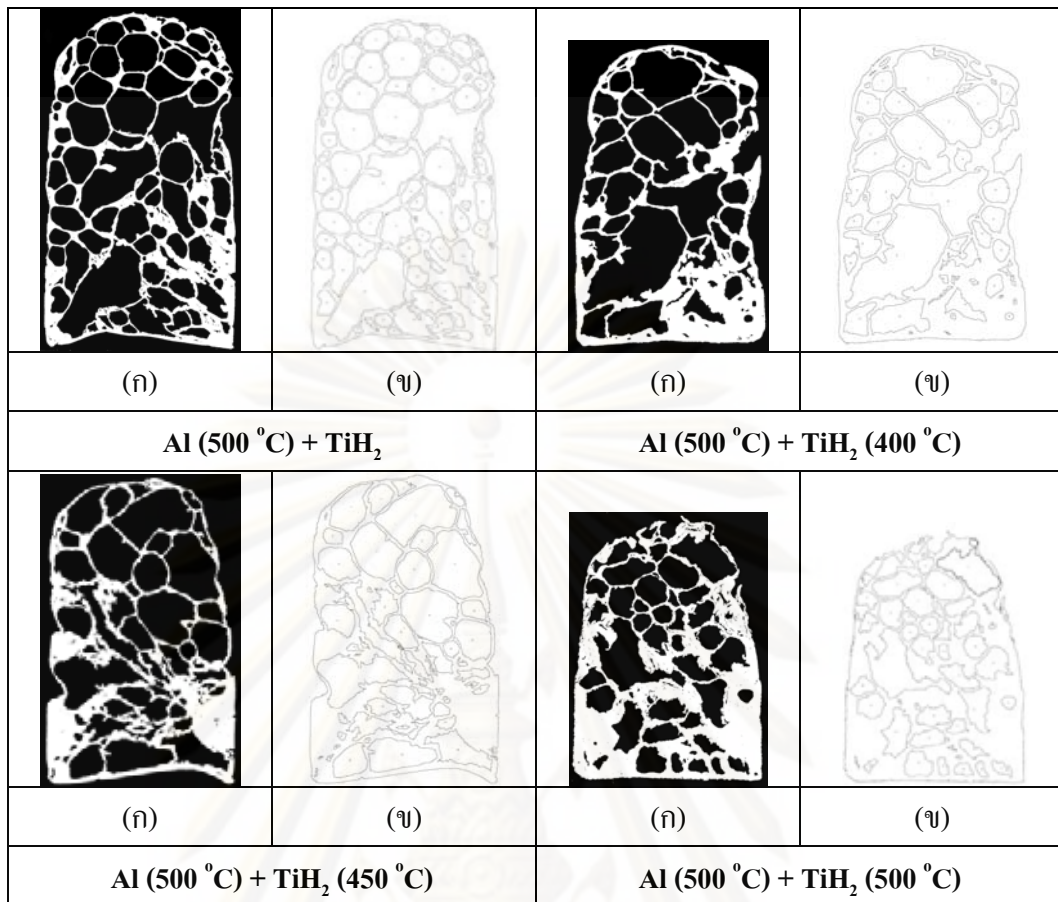 (ก) (ข) (ก) (ข)
Al (500 °C) + TiH₂ Al (500 °C) + TiH₂ (400 °C)
(ก) (ข) (ก) (ข)
Al (500 °C) + TiH₂ (450 °C) Al (500 °C) + TiH₂ (500 °C)